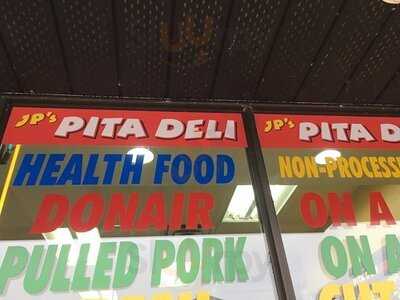 JP's PITA DELI
HEALTH FOOD
DONAIR
PULLED PORK
JP's PITA D
NON-PROCESS
ON A
ON A